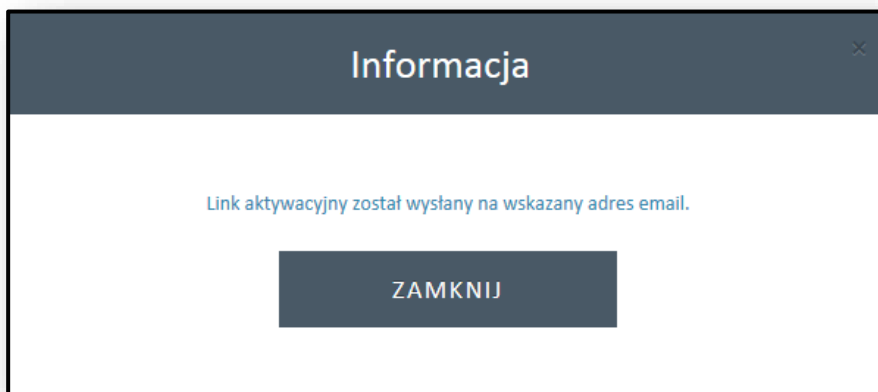 Informacja
Link aktywacyjny został wysłany na wskazany adres email.
ZAMKNIJ